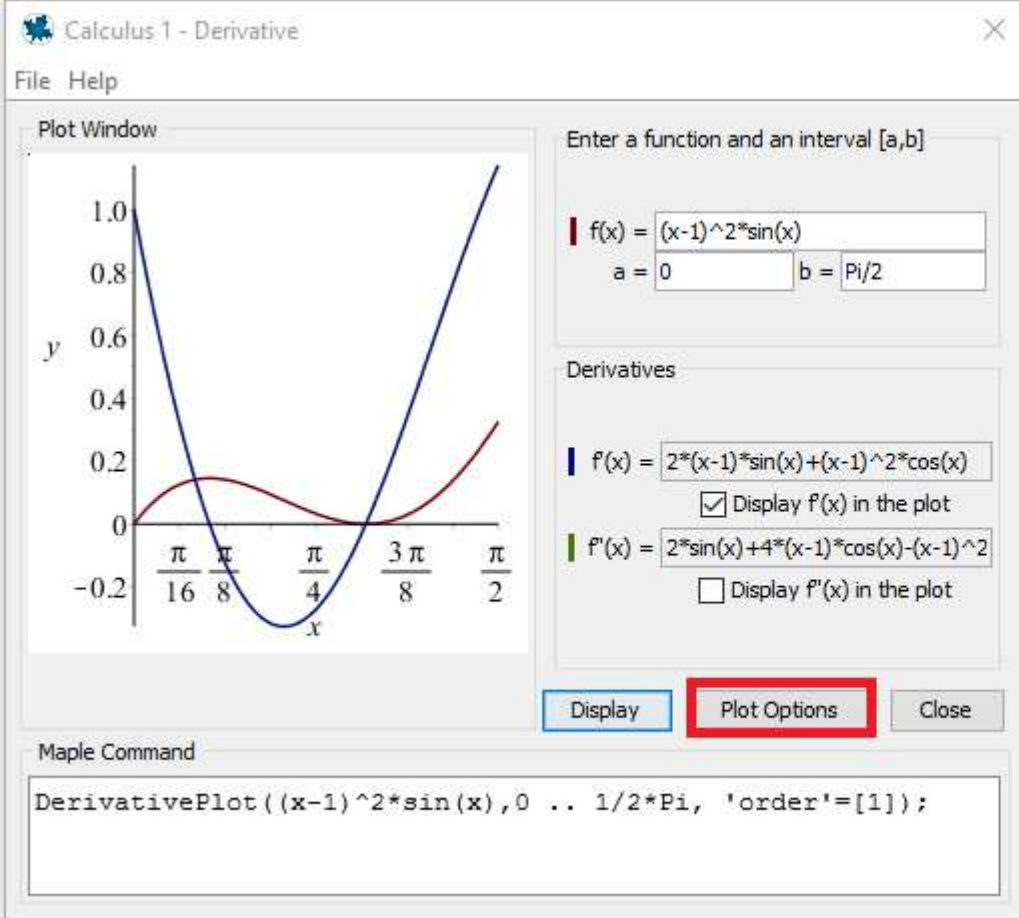 Calculus 1 - Derivative
File Help
Plot Window
1.0
0.8
0.6
y
0.4
0.2
0
-0.2
π/16 π/8 π/4 3π/8 π/2
x
Enter a function and an interval [a,b]
f(x) = (x-1)^2*sin(x)
a = 0 b = Pi/2
Derivatives
f'(x) = 2*(x-1)*sin(x)+(x-1)^2*cos(x)
Display f'(x) in the plot
f''(x) = 2*sin(x)+4*(x-1)*cos(x)-(x-1)^2
Display f''(x) in the plot
Display Plot Options Close
Maple Command
DerivativePlot((x-1)^2*sin(x),0 .. 1/2*Pi, 'order'=[1]);